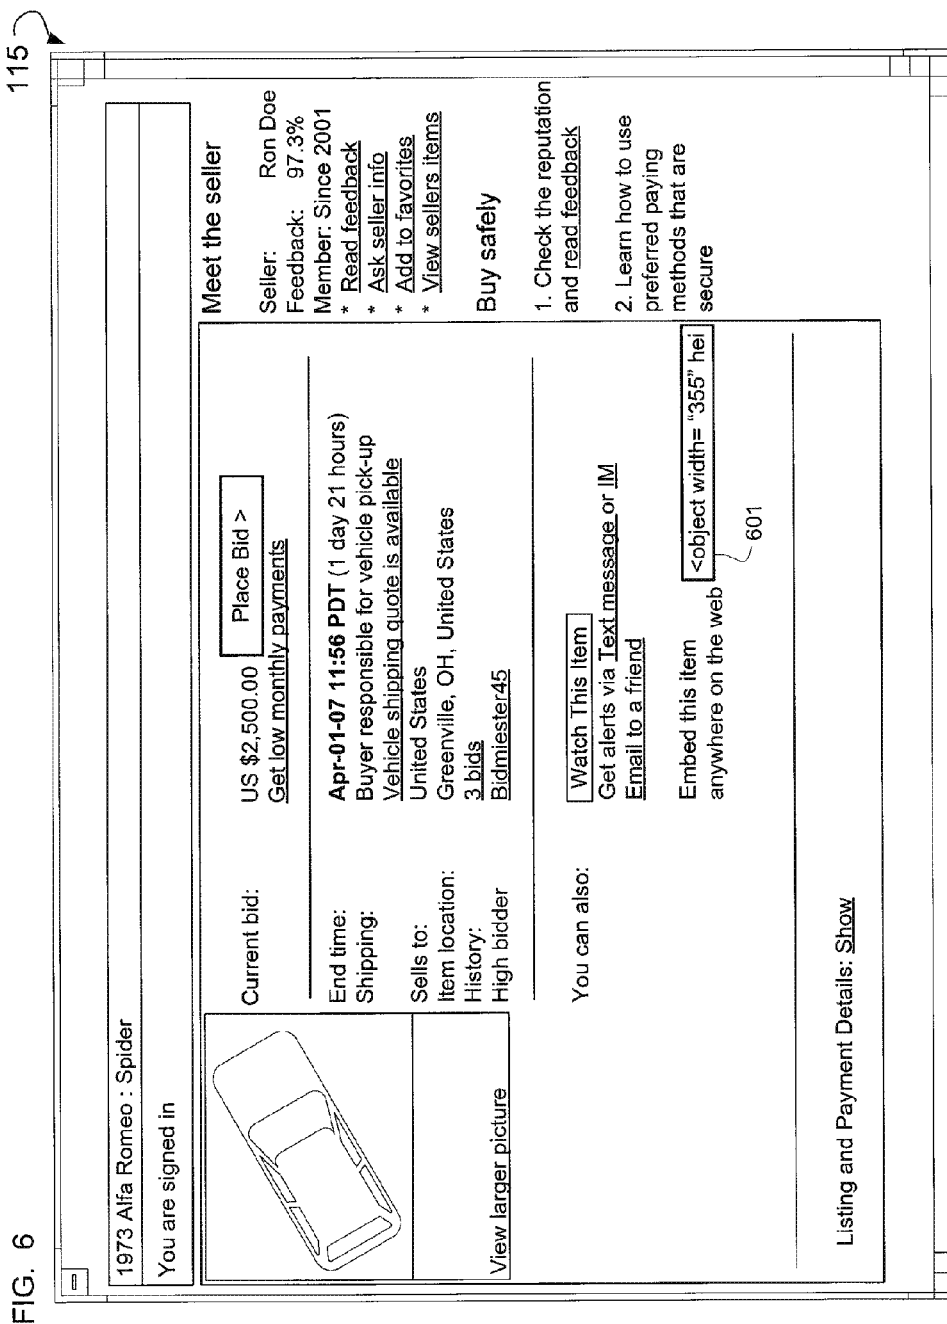 FIG. 6
115
1973 Alfa Romeo : Spider
You are signed in
View larger picture
Current bid:
US $2,500.00
Place Bid >
Get low monthly payments
End time:
Apr-01-07 11:56 PDT (1 day 21 hours)
Shipping:
Buyer responsible for vehicle pick-up
Vehicle shipping quote is available
Sells to:
United States
Item location:
Greenville, OH, United States
History:
3 bids
High bidder
Bidmiester45
You can also:
Watch This Item
Get alerts via Text message or IM
Email to a friend
Embed this item
anywhere on the web
<object width= “355” hei
601
Listing and Payment Details: Show
Meet the seller
Seller: Ron Doe
Feedback: 97.3%
Member: Since 2001
* Read feedback
* Ask seller info
* Add to favorites
* View sellers items
Buy safely
1. Check the reputation
and read feedback
2. Learn how to use
preferred paying
methods that are
secure